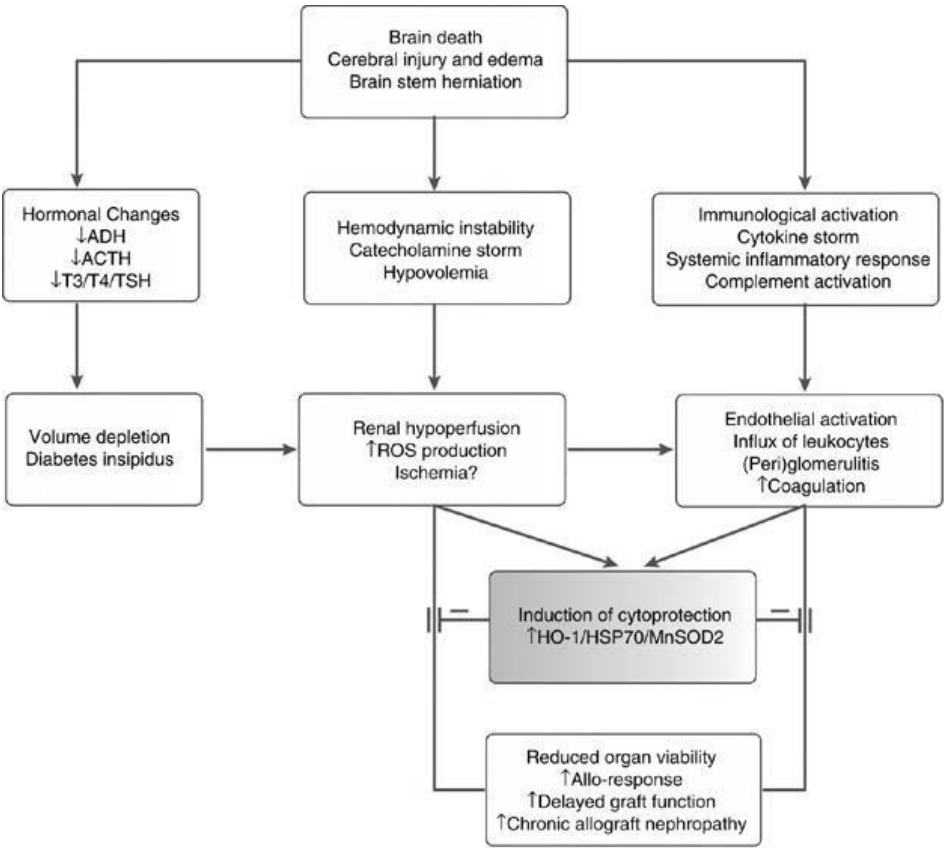 Brain death
Cerebral injury and edema
Brain stem herniation
Hormonal Changes
↓ADH
↓ACTH
↓T3/T4/TSH
Hemodynamic instability
Catecholamine storm
Hypovolemia
Immunological activation
Cytokine storm
Systemic inflammatory response
Complement activation
Volume depletion
Diabetes insipidus
Renal hypoperfusion
↑ROS production
Ischemia?
Endothelial activation
Influx of leukocytes
(Peri)glomerulitis
↑Coagulation
Induction of cytoprotection
↑HO-1/HSP70/MnSOD2
Reduced organ viability
↑Allo-response
↑Delayed graft function
↑Chronic allograft nephropathy